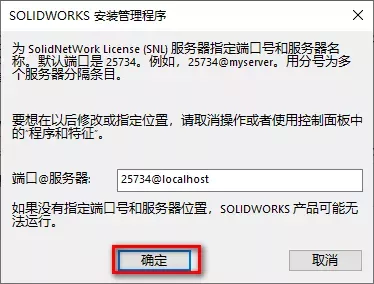 SOLIDWORKS 安装管理程序
为 SolidNetWork License (SNL) 服务器指定端口号和服务器名
称。默认端口是 25734。例如，25734@myserver。用分号为多
个服务器分隔条目。
要想在以后修改或指定位置，请取消操作或者使用控制面板中
的“程序和特征”。
端口@服务器:
25734@localhost
如果没有指定端口号和服务器位置，SOLIDWORKS 产品可能无
法运行。
确定
取消